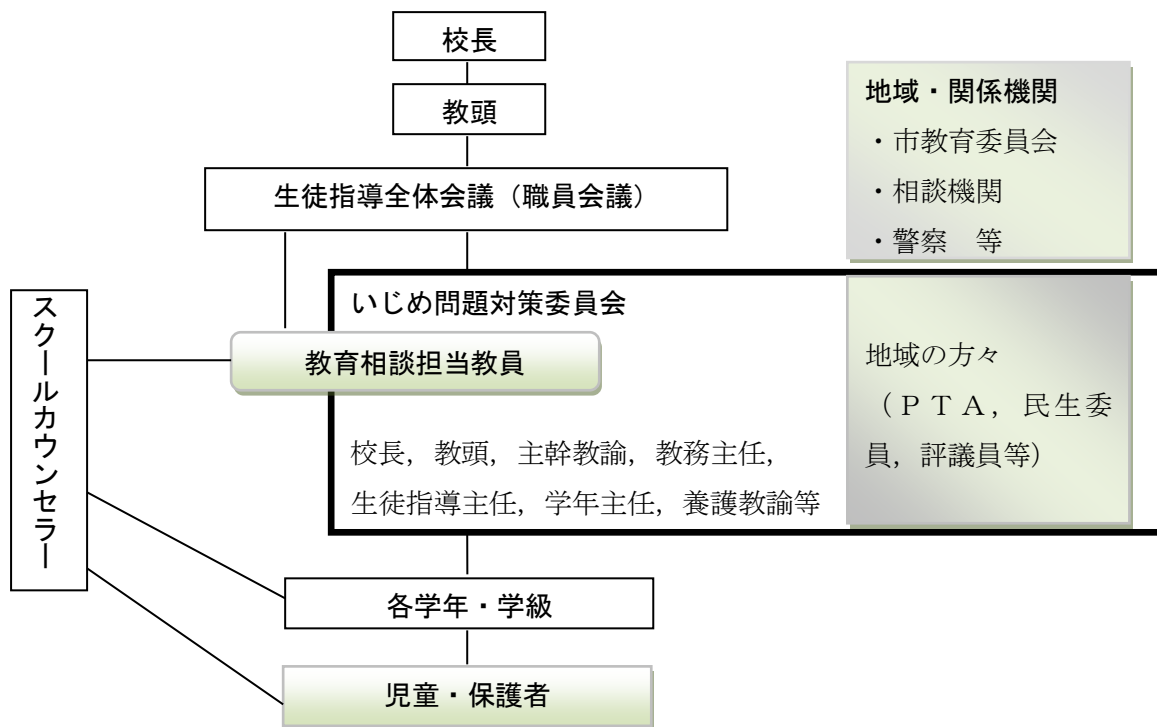 校長
教頭
生徒指導全体会議（職員会議）
地域・関係機関
・市教育委員会
・相談機関
・警察　等
スクールカウンセラー
いじめ問題対策委員会
教育相談担当教員
校長，教頭，主幹教諭，教務主任，
生徒指導主任，学年主任，養護教諭等
地域の方々
（ＰＴＡ，民生委
員，評議員等）
各学年・学級
児童・保護者